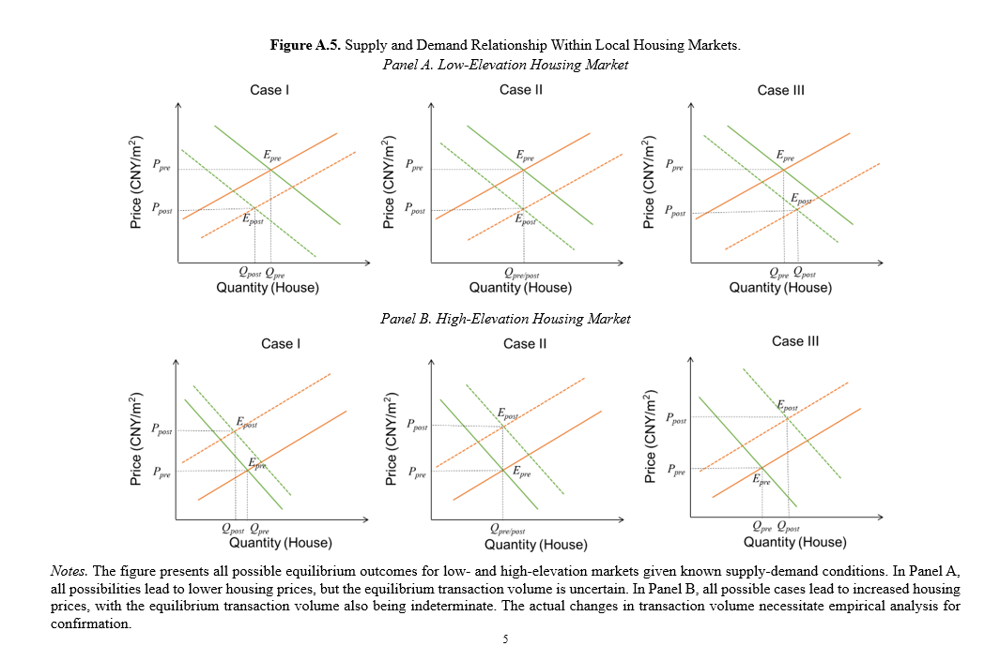 Figure A.5. Supply and Demand Relationship Within Local Housing Markets.
Panel A. Low-Elevation Housing Market
Case I
Price (CNY/m²)
Ppre
Ppost
Epre
Epost
Qpost Qpre
Quantity (House)
Case II
Price (CNY/m²)
Ppre
Ppost
Epre
Epost
Qpre/post
Quantity (House)
Case III
Price (CNY/m²)
Ppre
Ppost
Epre
Epost
Qpre Qpost
Quantity (House)
Panel B. High-Elevation Housing Market
Case I
Price (CNY/m²)
Ppost
Ppre
Epost
Epre
Qpost Qpre
Quantity (House)
Case II
Price (CNY/m²)
Ppost
Ppre
Epost
Epre
Qpre/post
Quantity (House)
Case III
Price (CNY/m²)
Ppost
Ppre
Epost
Epre
Qpre Qpost
Quantity (House)
Notes. The figure presents all possible equilibrium outcomes for low- and high-elevation markets given known supply-demand conditions. In Panel A,
all possibilities lead to lower housing prices, but the equilibrium transaction volume is uncertain. In Panel B, all possible cases lead to increased housing
prices, with the equilibrium transaction volume also being indeterminate. The actual changes in transaction volume necessitate empirical analysis for
confirmation.
5